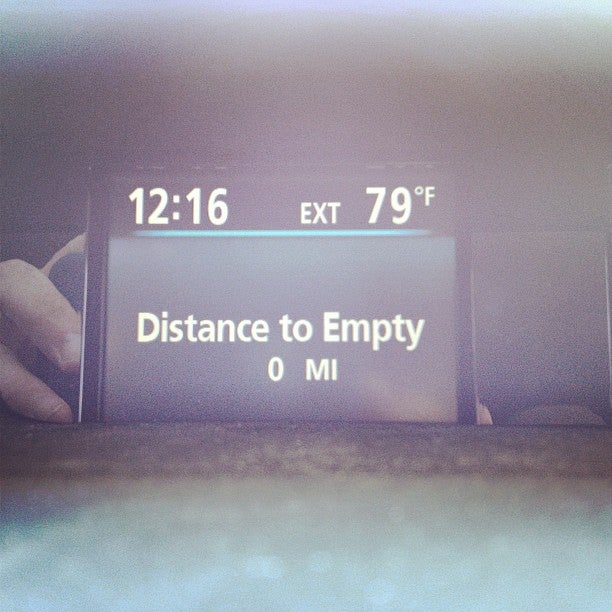 12:16 EXT 79°F
Distance to Empty
0 MI